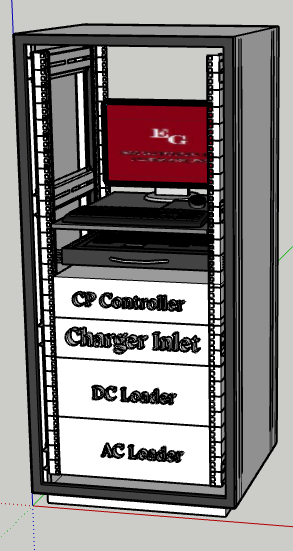 EG
CP Controller
Charger Inlet
DC Loader
AC Loader